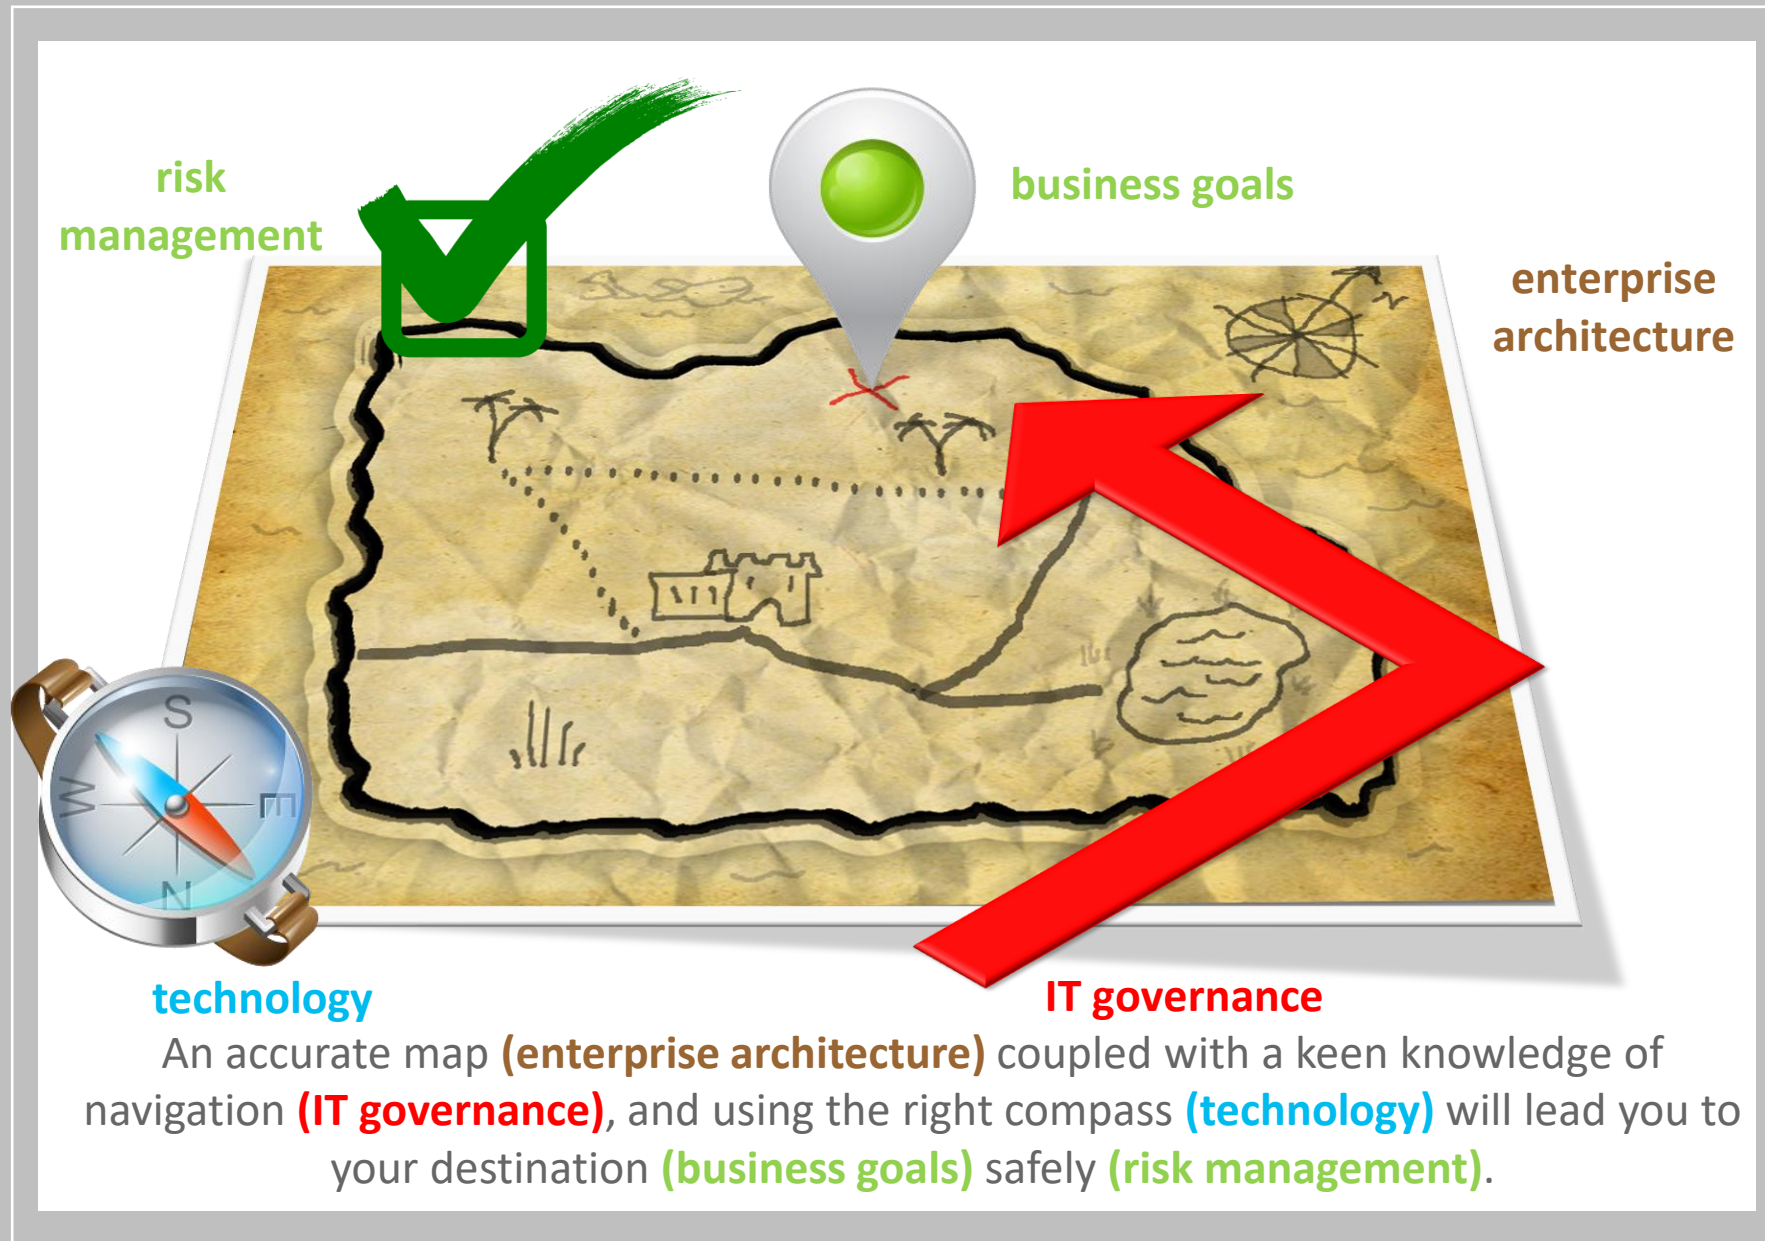 risk
management
business goals
enterprise
architecture
N
S
W
E
N
technology
IT governance
An accurate map (enterprise architecture) coupled with a keen knowledge of
navigation (IT governance), and using the right compass (technology) will lead you to
your destination (business goals) safely (risk management).